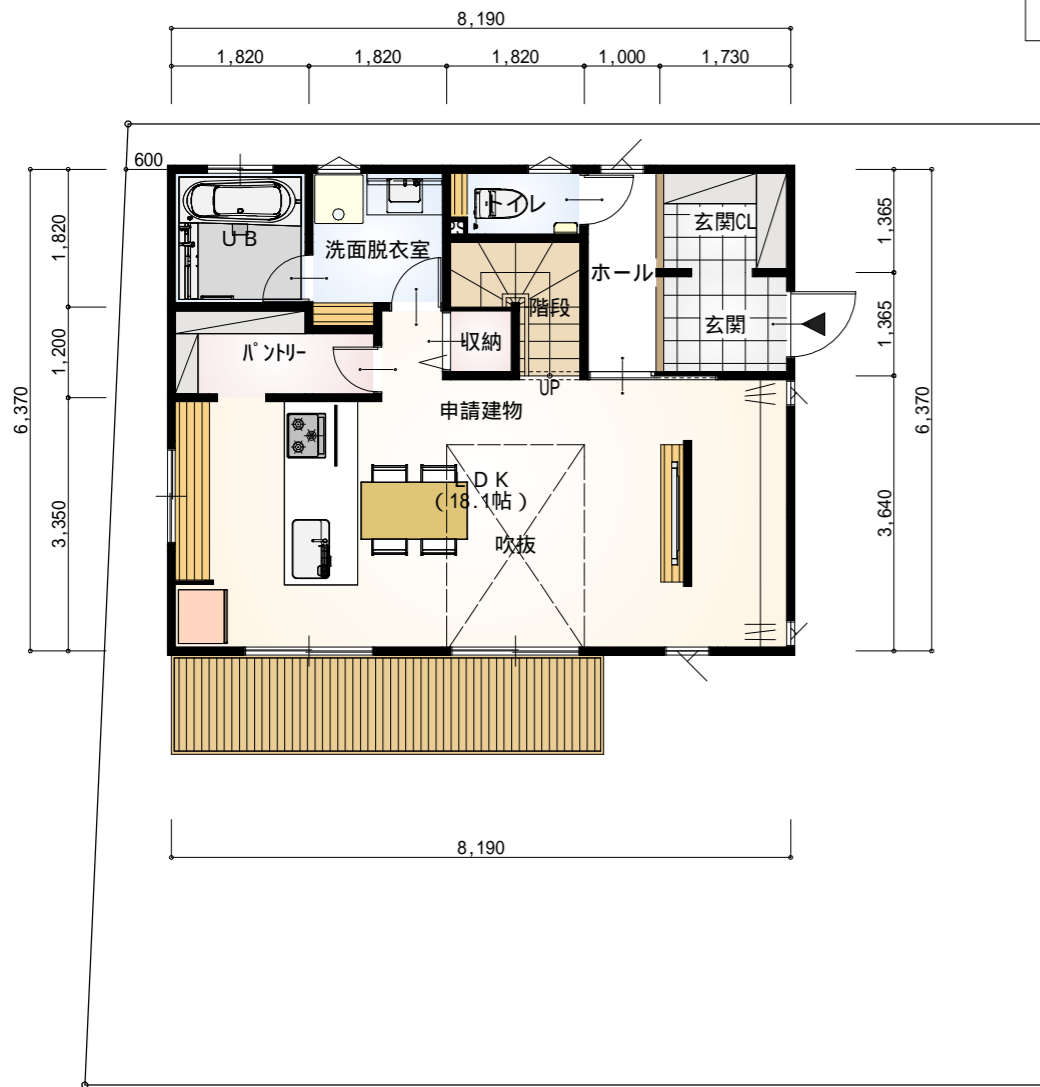 8,190
1,820
1,820
1,820
1,000
1,730
600
6,370
1,820
1,200
3,350
1,365
1,365
3,640
6,370
UB
洗面脱衣室
トイレ
PS
玄関CL
ホール
階段
玄関
パントリー
収納
UP
申請建物
LDK
(18.1帖)
吹抜
8,190